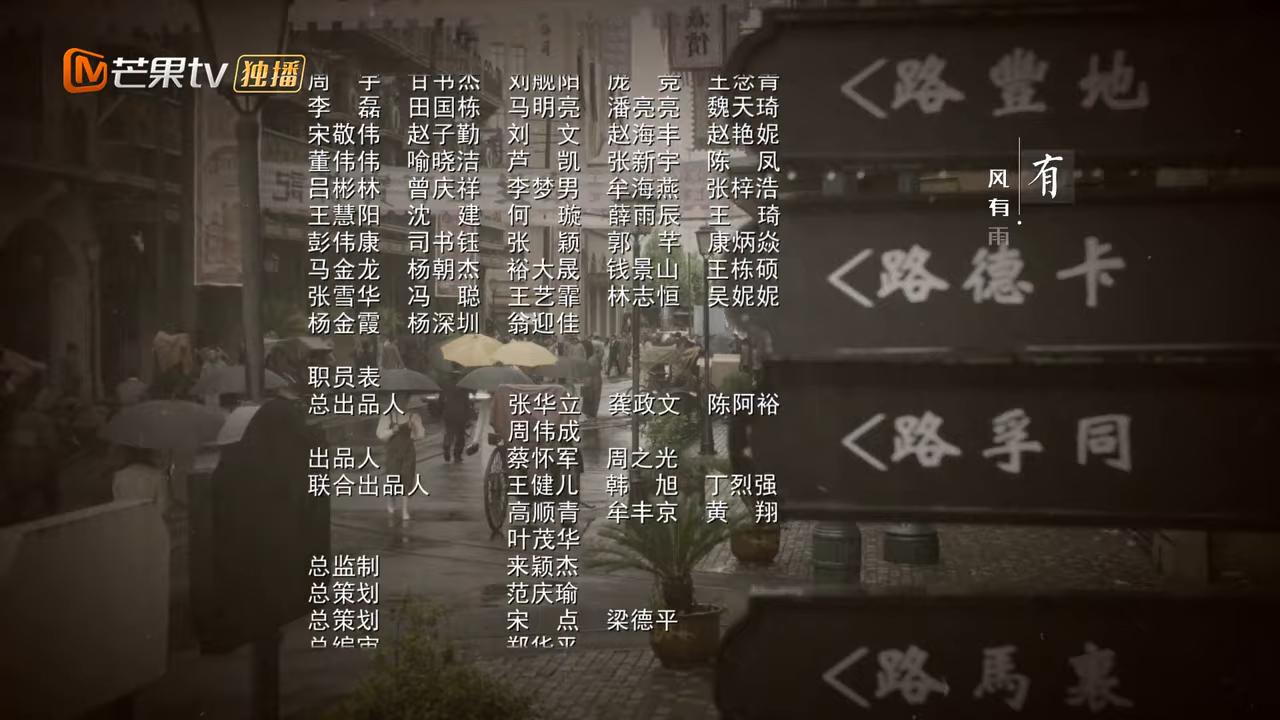 芒果tv 独播
李磊 田国栋 马明亮 潘亮亮 魏天琦
宋敬伟 赵子勤 刘文 赵海丰 赵艳妮
董伟伟 喻晓洁 芦凯 张新宇 陈凤
吕彬林 曾庆祥 李梦男 牟海燕 张梓浩
王慧阳 沈建 何璇 薛雨辰 王琦
彭伟康 司书钰 张颖 郭芊 康炳焱
马金龙 杨朝杰 裕大晟 钱景山 王栋硕
张雪华 冯聪 王艺霏 林志恒 吴妮妮
杨金霞 杨深圳 翁迎佳
职员表
总出品人 张华立 龚政文 陈阿裕
周伟成
出品人 蔡怀军 周之光
联合出品人 王健儿 韩旭 丁烈强
高顺青 牟丰京 黄翔
叶茂华
总监制 来颖杰
总策划 范庆瑜
总策划 宋点 梁德平
有
风有雨
<路豐地
<路德卡
<路孚同
<路馬裏